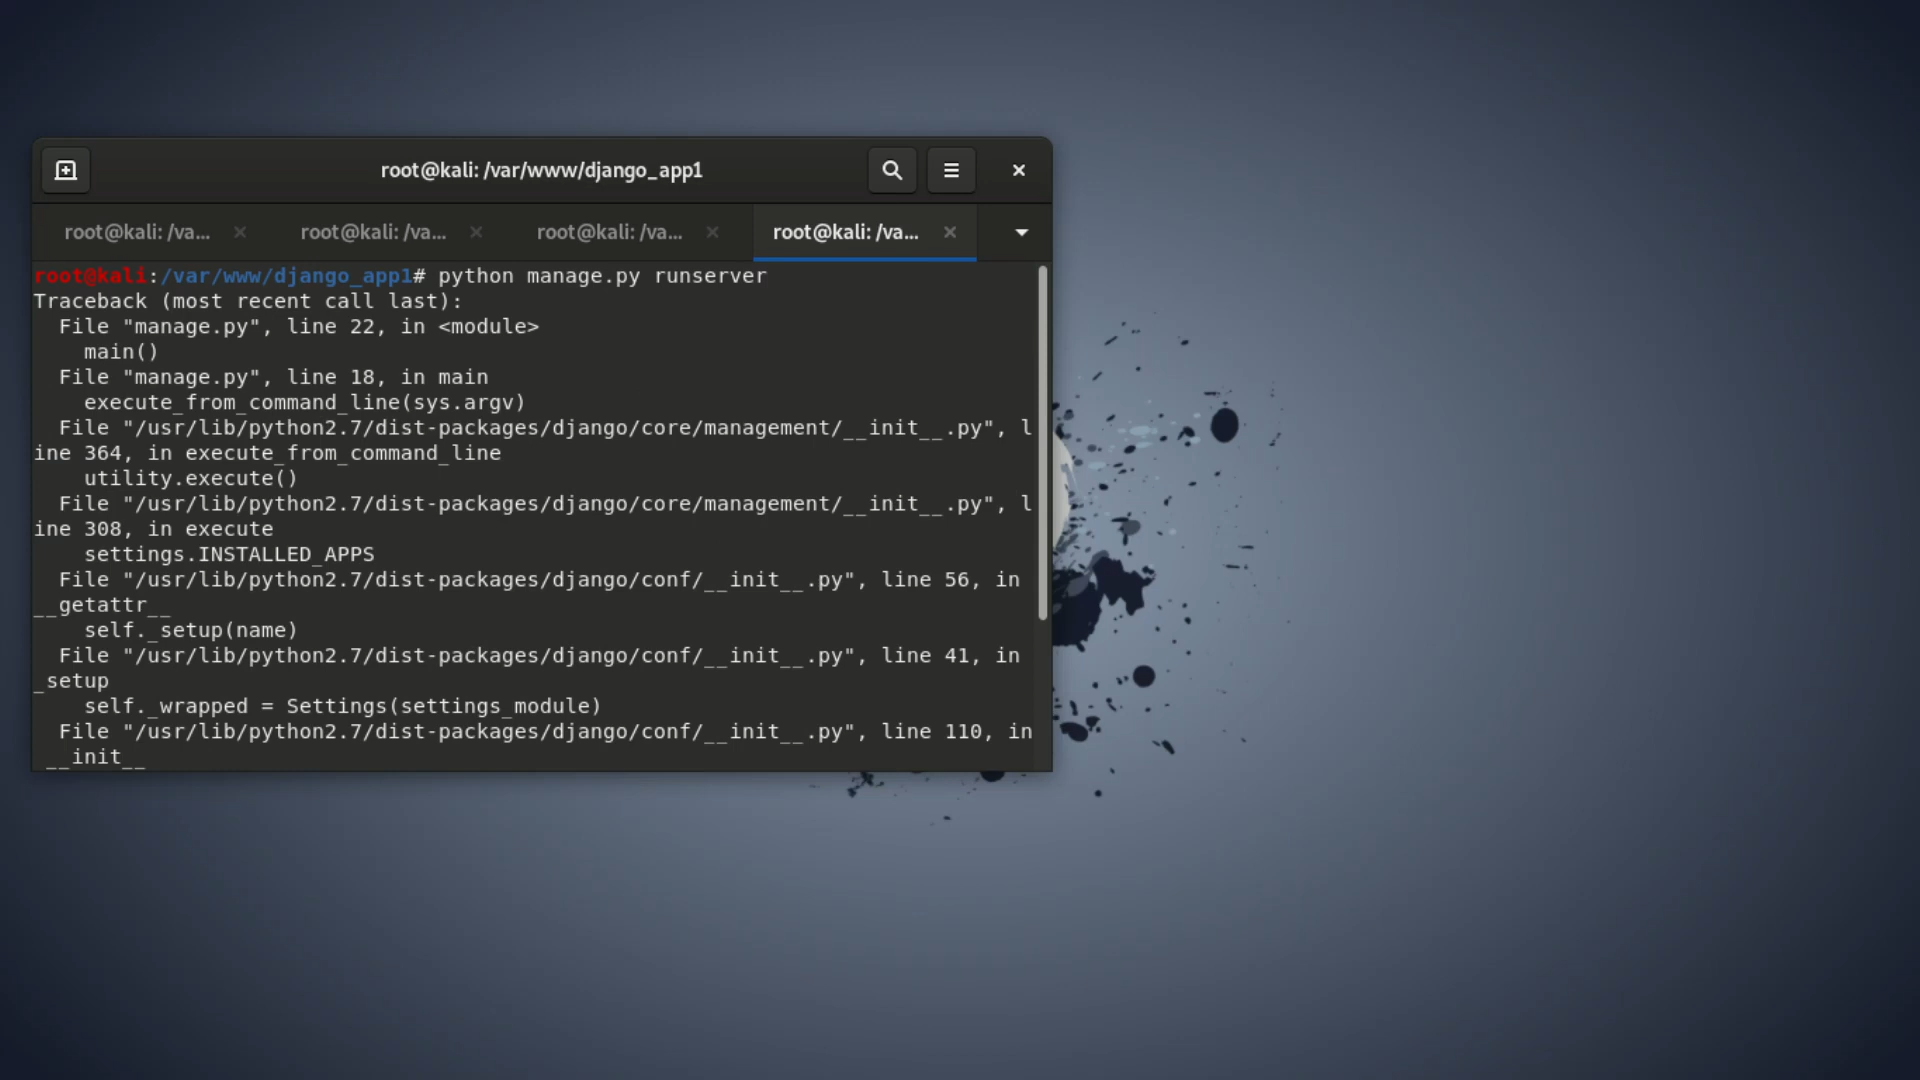 root@kali: /var/www/django_app1
root@kali: /va... root@kali: /va... root@kali: /va... root@kali: /va...
root@kali:/var/www/django_app1# python manage.py runserver
Traceback (most recent call last):
  File "manage.py", line 22, in <module>
    main()
  File "manage.py", line 18, in main
    execute_from_command_line(sys.argv)
  File "/usr/lib/python2.7/dist-packages/django/core/management/__init__.py", l
ine 364, in execute_from_command_line
    utility.execute()
  File "/usr/lib/python2.7/dist-packages/django/core/management/__init__.py", l
ine 308, in execute
    settings.INSTALLED_APPS
  File "/usr/lib/python2.7/dist-packages/django/conf/__init__.py", line 56, in
__getattr__
    self._setup(name)
  File "/usr/lib/python2.7/dist-packages/django/conf/__init__.py", line 41, in
_setup
    self._wrapped = Settings(settings_module)
  File "/usr/lib/python2.7/dist-packages/django/conf/__init__.py", line 110, in
 __init__